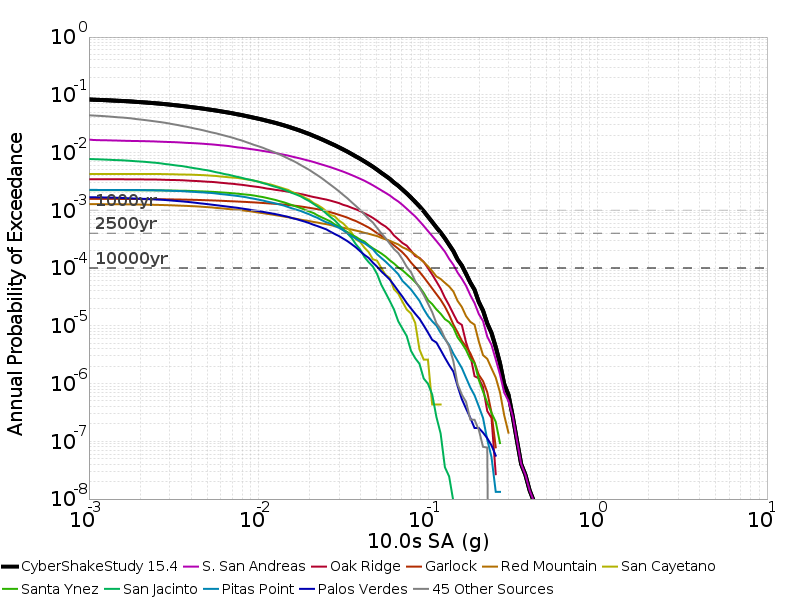 10^0
10^-1
10^-2
10^-3
10^-4
10^-5
10^-6
10^-7
10^-8
Annual Probability of Exceedance
1000yr
2500yr
10000yr
10^-3 10^-2 10^-1 10^0 10^1
10.0s SA (g)
CyberShakeStudy 15.4 S. San Andreas Oak Ridge Garlock Red Mountain San Cayetano
Santa Ynez San Jacinto Pitas Point Palos Verdes 45 Other Sources